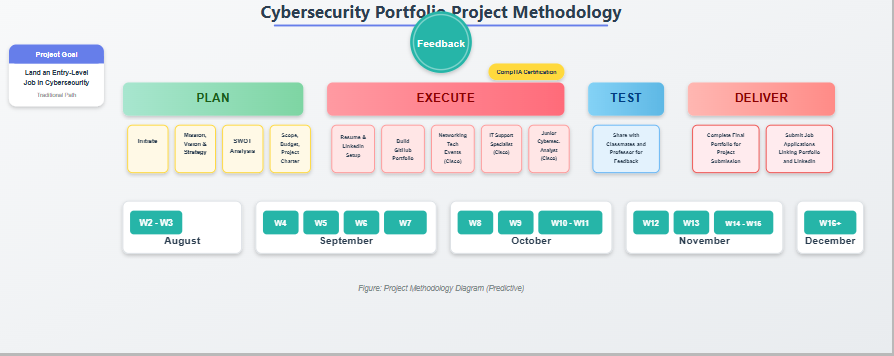 Cybersecurity Portfolio Project Methodology
Feedback
Project Goal
Land an Entry-Level
Job in Cybersecurity
Traditional Path
CompTIA Certification
PLAN
EXECUTE
TEST
DELIVER
Initiate
Mission,
Vision &
Strategy
SWOT
Analysis
Scope,
Budget,
Project
Charter
Resume &
LinkedIn
Setup
Build
GitHub
Portfolio
Networking
Tech
Events
(Cisco)
IT Support
Specialist
(Cisco)
Junior
Cybersec.
Analyst
(Cisco)
Share with
Classmates and
Professor for
Feedback
Complete Final
Portfolio for
Project
Submission
Submit Job
Applications
Linking Portfolio
and LinkedIn
W2 - W3
August
W4
W5
W6
W7
September
W8
W9
W10 - W11
October
W12
W13
W14 - W15
November
W16+
December
Figure: Project Methodology Diagram (Predictive)